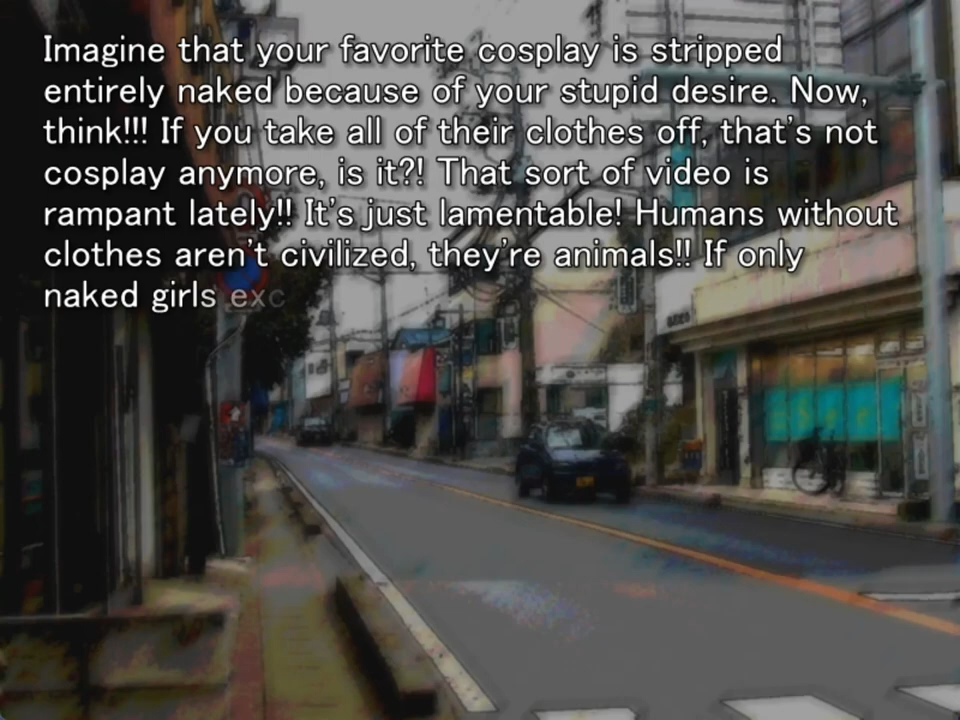 Imagine that your favorite cosplay is stripped
entirely naked because of your stupid desire. Now,
think!!! If you take all of their clothes off, that's not
cosplay anymore, is it?! That sort of video is
rampant lately!! It's just lamentable! Humans without
clothes aren't civilized, they're animals!! If only
naked girls exc